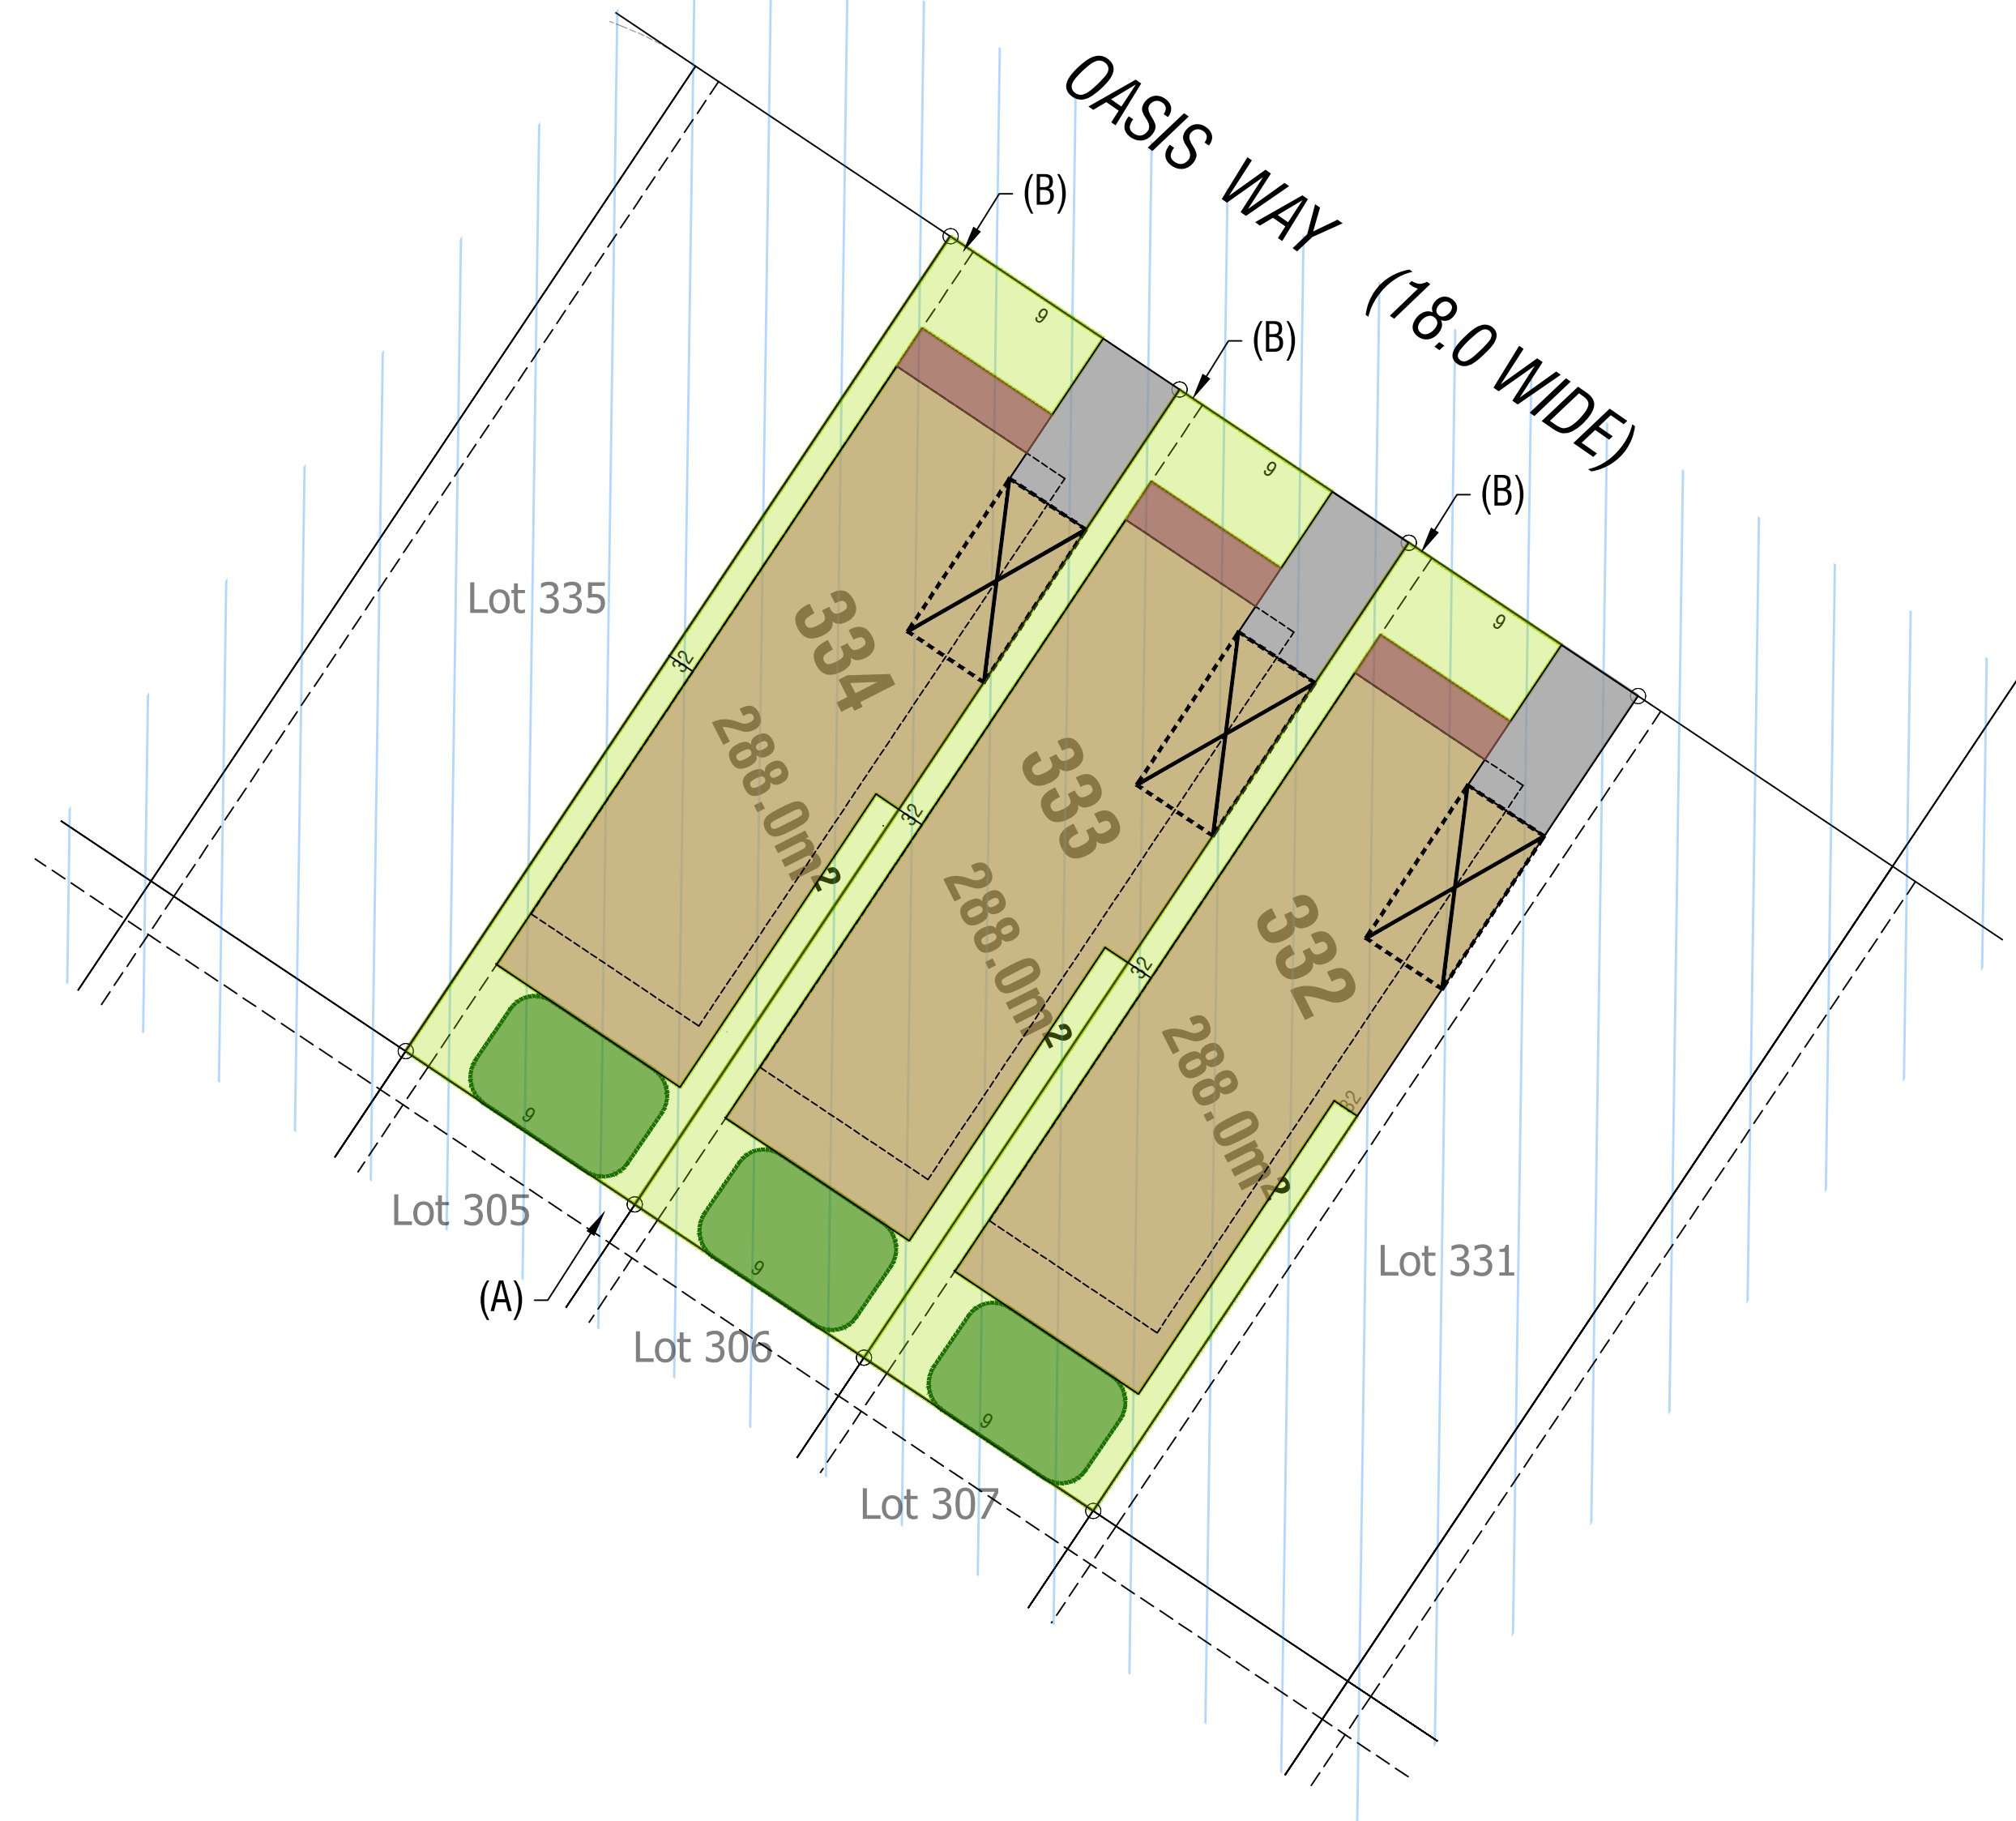 OASIS WAY (18.0 WIDE)
(B)
(B)
(B)
9
9
9
Lot 335
32
334
288.0m²
32
333
288.0m²
32
332
288.0m²
32
9
9
9
Lot 305
(A)
Lot 306
Lot 307
Lot 331